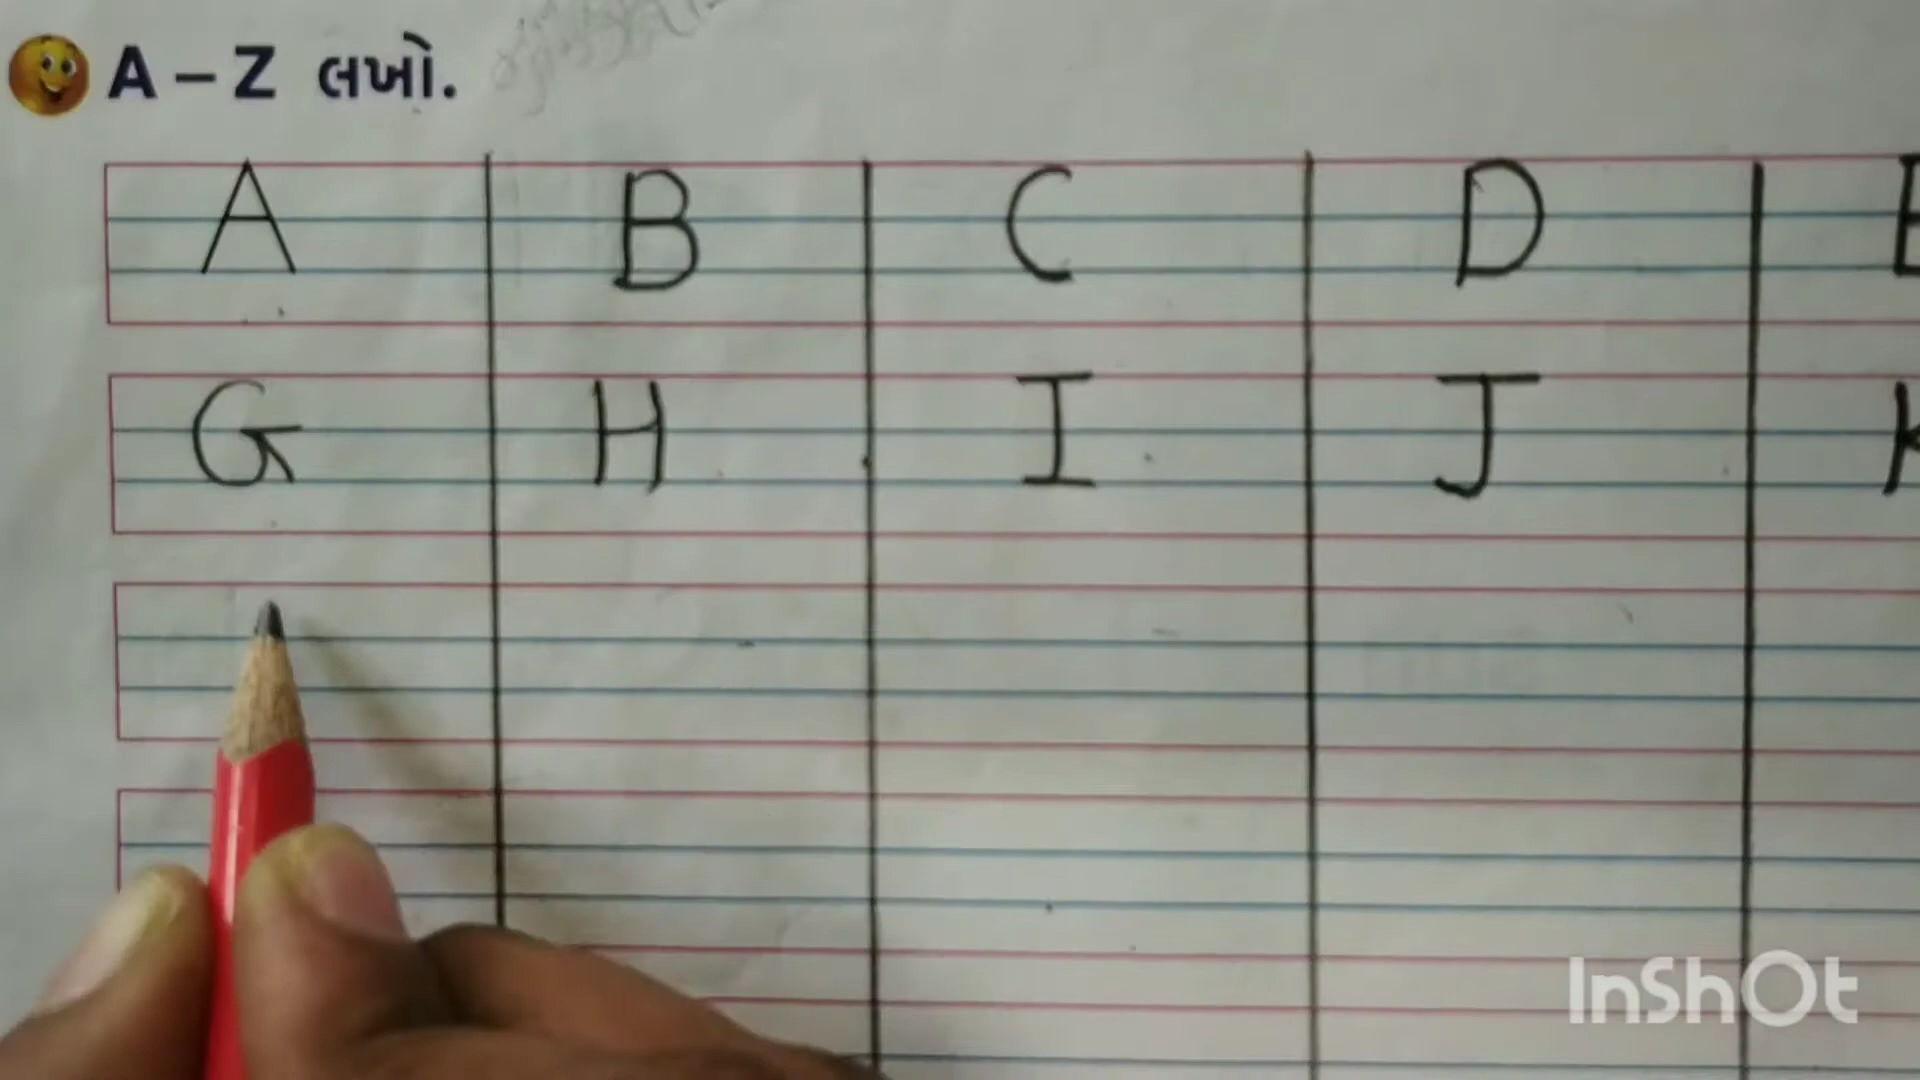 A – Z લખો.
A B C D E
G H I J K
InShOt